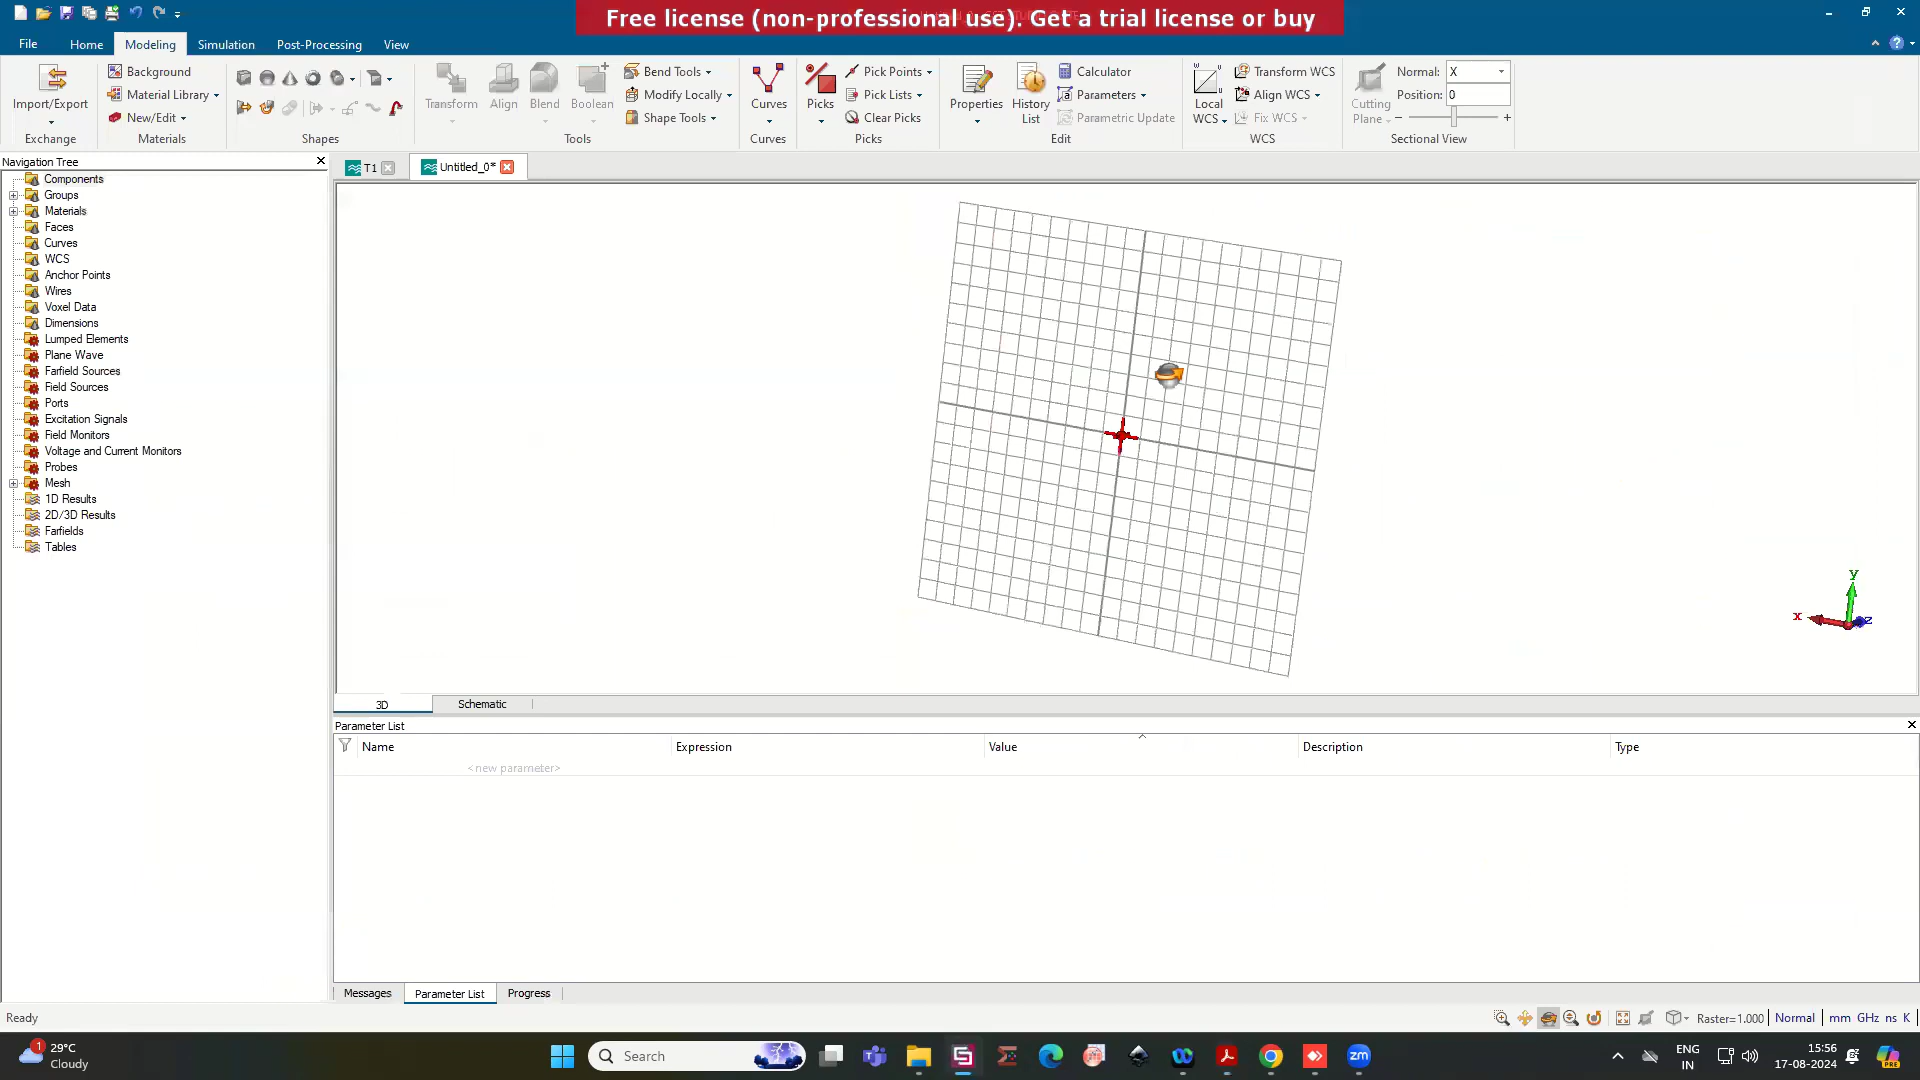 Free license (non-professional use). Get a trial license or buy
File Home Modeling Simulation Post-Processing View
Import/Export
Exchange
Background
Material Library
New/Edit
Materials
Shapes
Transform Align Blend Boolean
Bend Tools
Modify Locally
Shape Tools
Tools
Curves
Curves
Picks
Pick Points
Pick Lists
Clear Picks
Picks
Properties
History
List
Calculator
Parameters
Parametric Update
Edit
Local
WCS
Transform WCS
Align WCS
Fix WCS
WCS
Cutting
Plane
Normal: X
Position: 0
Sectional View
Navigation Tree
Components
Groups
Materials
Faces
Curves
WCS
Anchor Points
Wires
Voxel Data
Dimensions
Lumped Elements
Plane Wave
Farfield Sources
Field Sources
Ports
Excitation Signals
Field Monitors
Voltage and Current Monitors
Probes
Mesh
1D Results
2D/3D Results
Farfields
Tables
T1 Untitled_0*
y
x
z
3D Schematic
Parameter List
Name Expression Value Description Type
<new parameter>
Messages Parameter List Progress
Ready
Raster=1.000 Normal mm GHz ns K
1
29°C
Cloudy
Search
zm
PRE
ENG
IN
15:56
17-08-2024